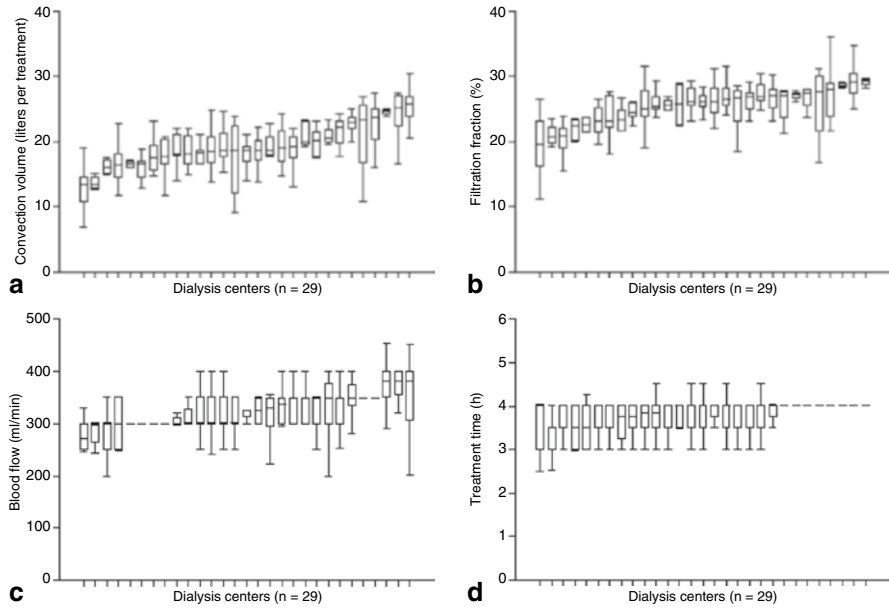 40
30
20
10
0
Convection volume (liters per treatment)
a
Dialysis centers (n = 29)
40
30
20
10
0
Filtration fraction (%)
b
Dialysis centers (n = 29)
500
400
300
200
100
0
Blood flow (ml/min)
c
Dialysis centers (n = 29)
6
5
4
3
2
1
0
Treatment time (h)
d
Dialysis centers (n = 29)